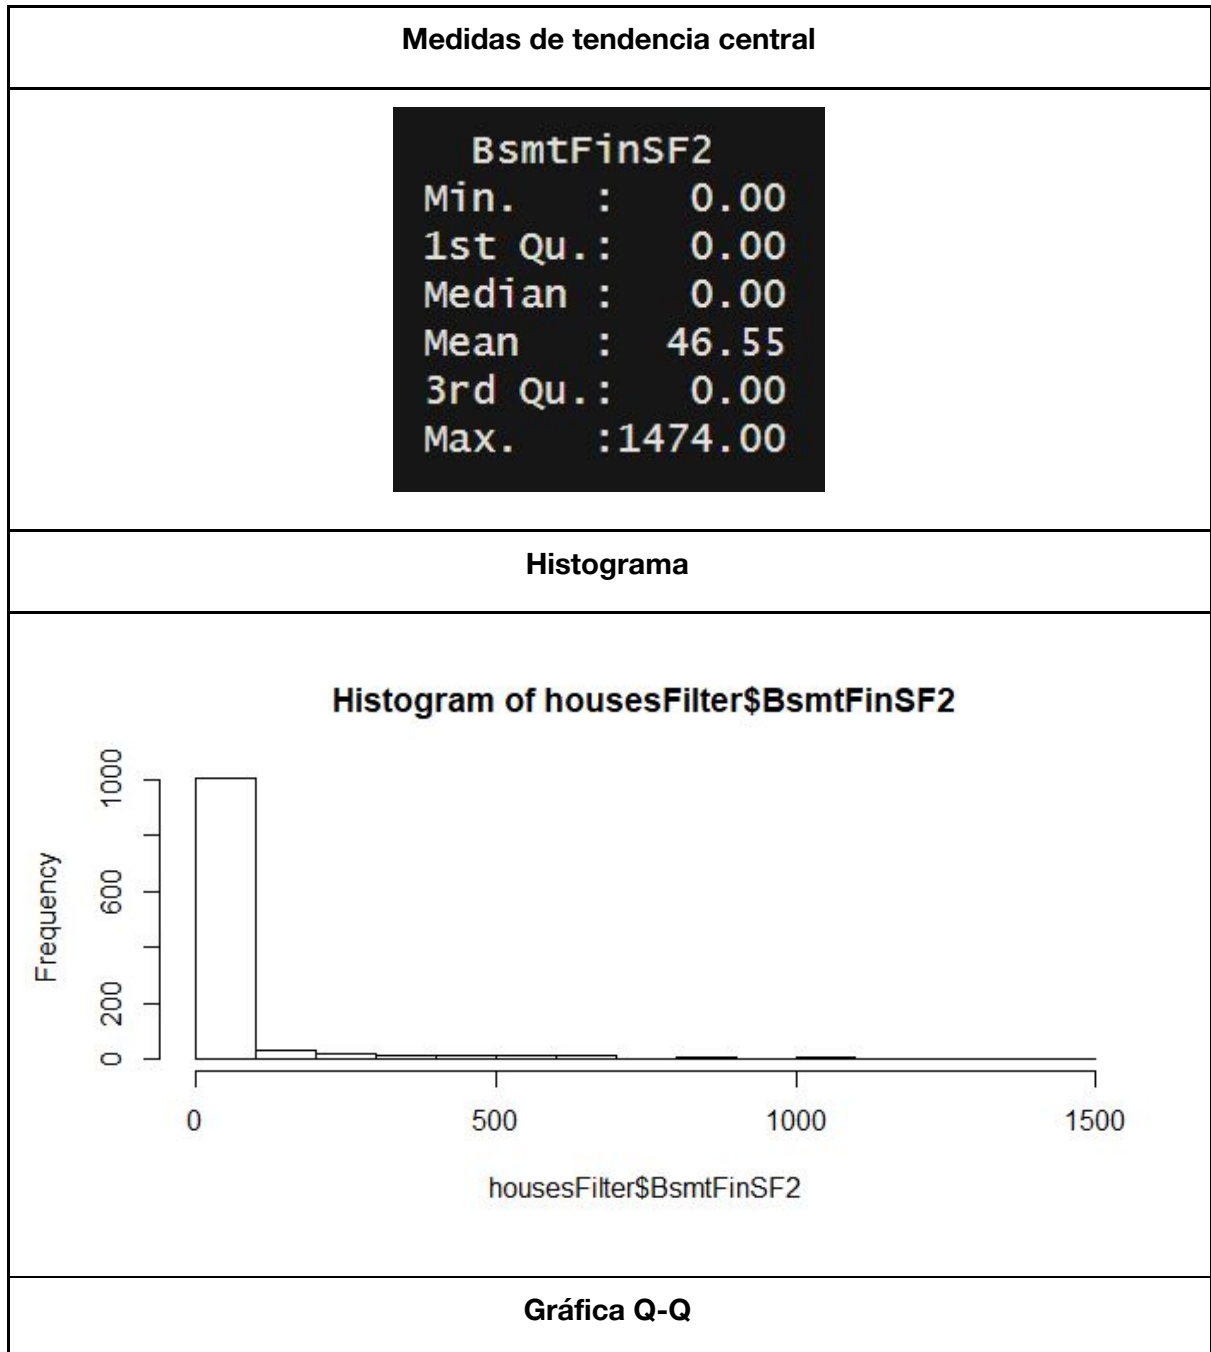 Medidas de tendencia central
BsmtFinSF2
Min. : 0.00
1st Qu.: 0.00
Median : 0.00
Mean : 46.55
3rd Qu.: 0.00
Max. :1474.00
Histograma
Histogram of housesFilter$BsmtFinSF2
Frequency
1000
600
200
0
0 500 1000 1500
housesFilter$BsmtFinSF2
Gráfica Q-Q